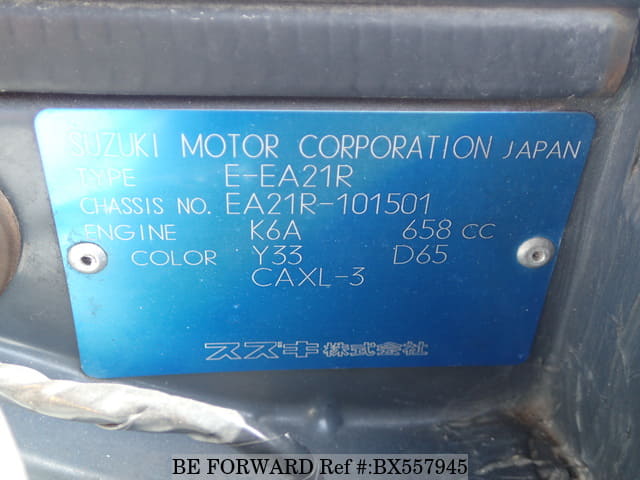 SUZUKI MOTOR CORPORATION JAPAN
TYPE E-EA21R
CHASSIS NO. EA21R-101501
ENGINE K6A 658 CC
COLOR Y33 D65
CAXL-3
スズキ株式会社
BE FORWARD Ref #:BX557945